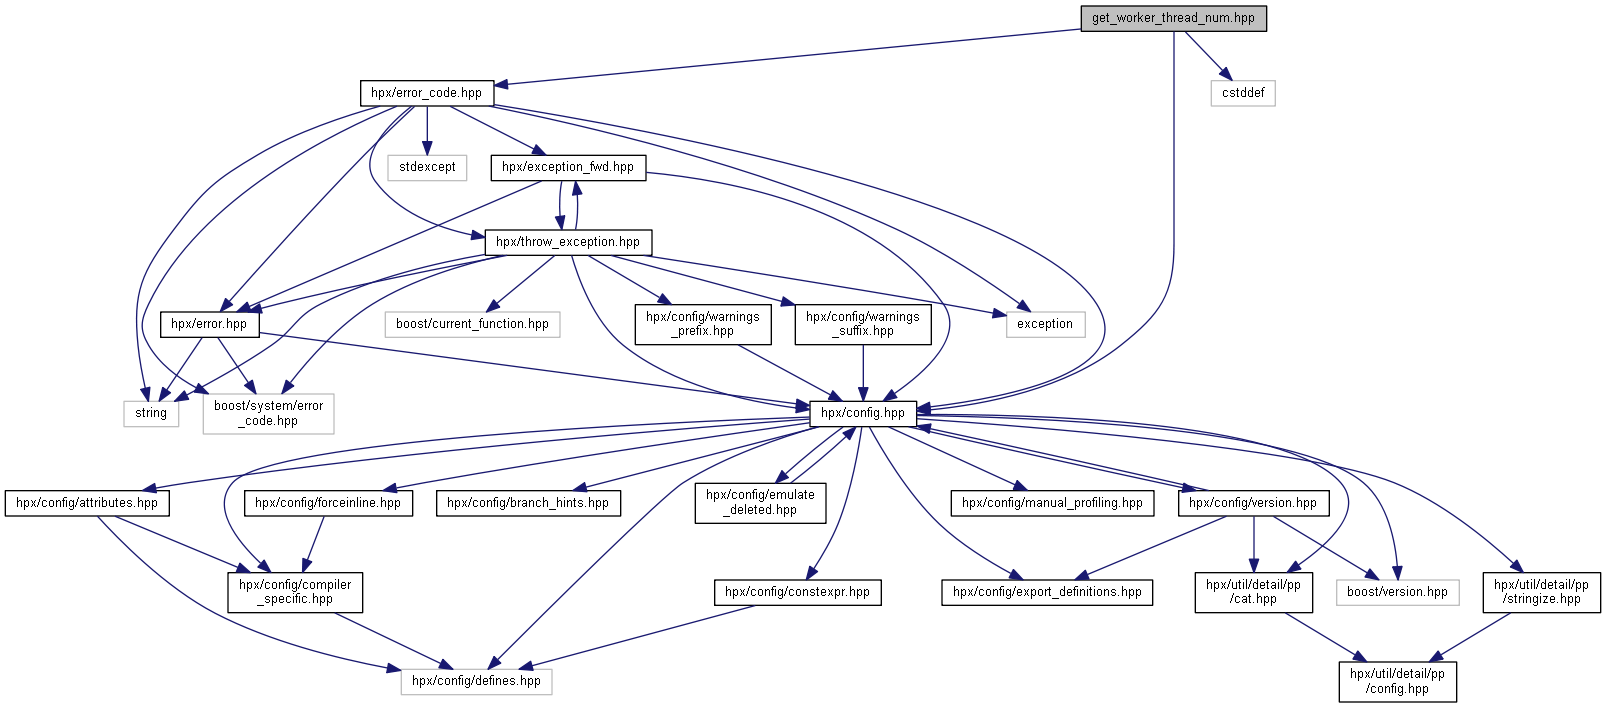 get_worker_thread_num.hpp
hpx/error_code.hpp
cstddef
stdexcept
hpx/exception_fwd.hpp
hpx/throw_exception.hpp
hpx/error.hpp
boost/current_function.hpp
hpx/config/warnings
_prefix.hpp
hpx/config/warnings
_suffix.hpp
exception
string
boost/system/error
_code.hpp
hpx/config.hpp
hpx/config/attributes.hpp
hpx/config/forceinline.hpp
hpx/config/branch_hints.hpp
hpx/config/emulate
_deleted.hpp
hpx/config/manual_profiling.hpp
hpx/config/version.hpp
hpx/config/compiler
_specific.hpp
hpx/config/constexpr.hpp
hpx/config/export_definitions.hpp
hpx/util/detail/pp
/cat.hpp
boost/version.hpp
hpx/util/detail/pp
/stringize.hpp
hpx/config/defines.hpp
hpx/util/detail/pp
/config.hpp